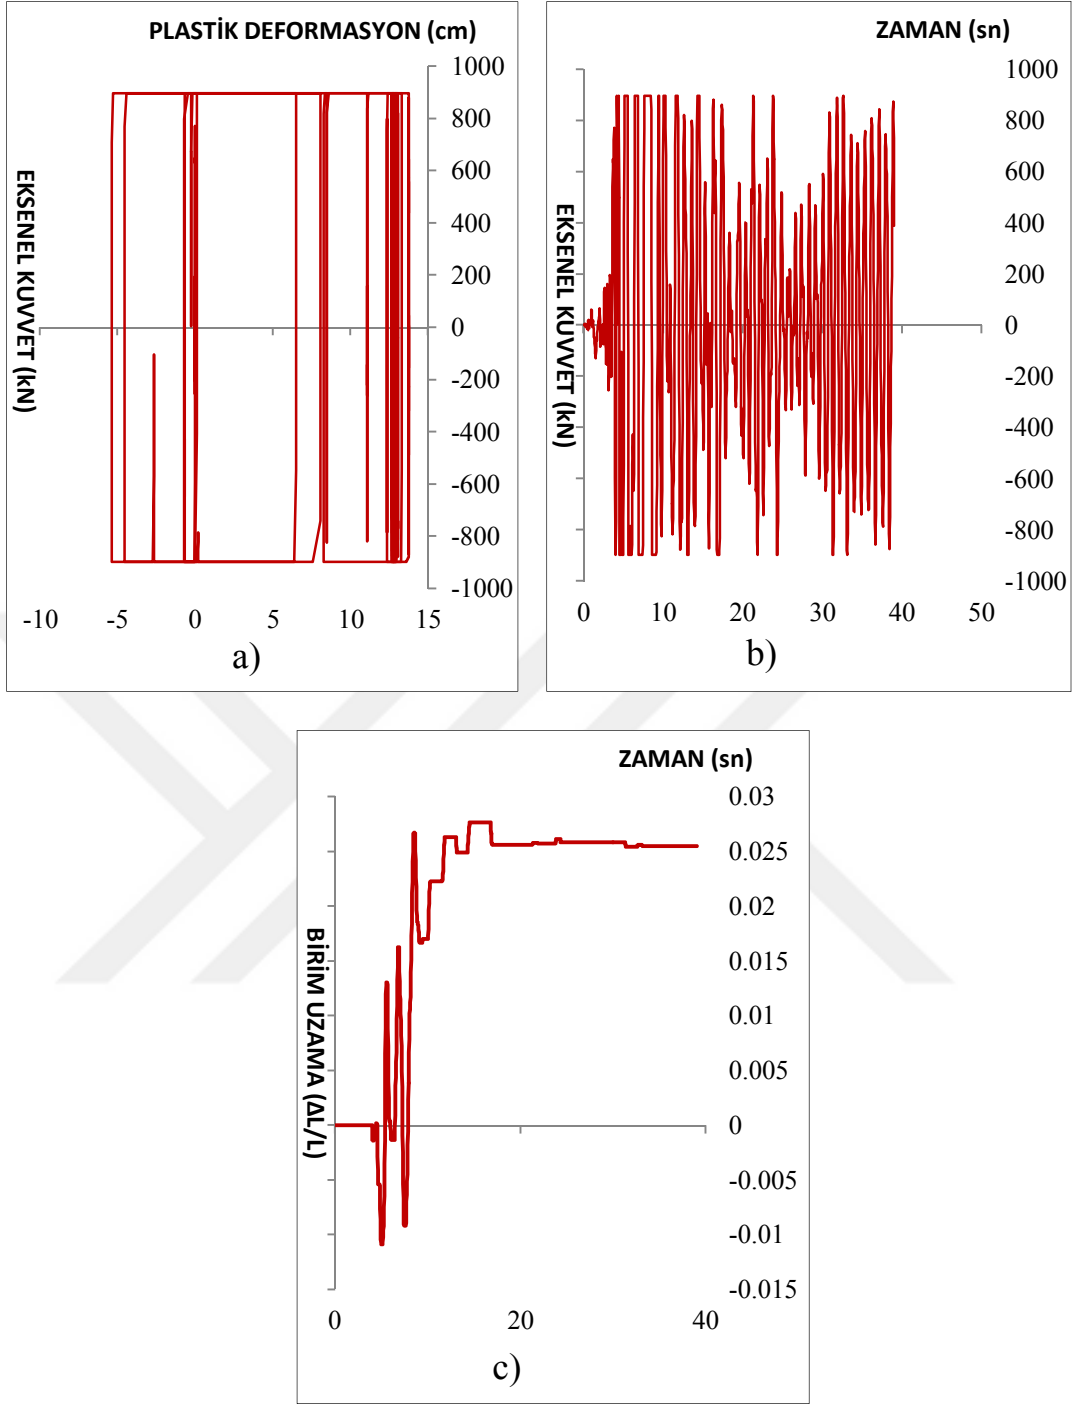 PLASTİK DEFORMASYON (cm)
EKSENEL KUVVET (kN)
1000
800
600
400
200
0
-200
-400
-600
-800
-1000
-10 -5 0 5 10 15
a)
ZAMAN (sn)
EKSENEL KUVVET (kN)
1000
800
600
400
200
0
-200
-400
-600
-800
-1000
0 10 20 30 40 50
b)
ZAMAN (sn)
BİRİM UZAMA (ΔL/L)
0.03
0.025
0.02
0.015
0.01
0.005
0
-0.005
-0.01
-0.015
0 20 40
c)